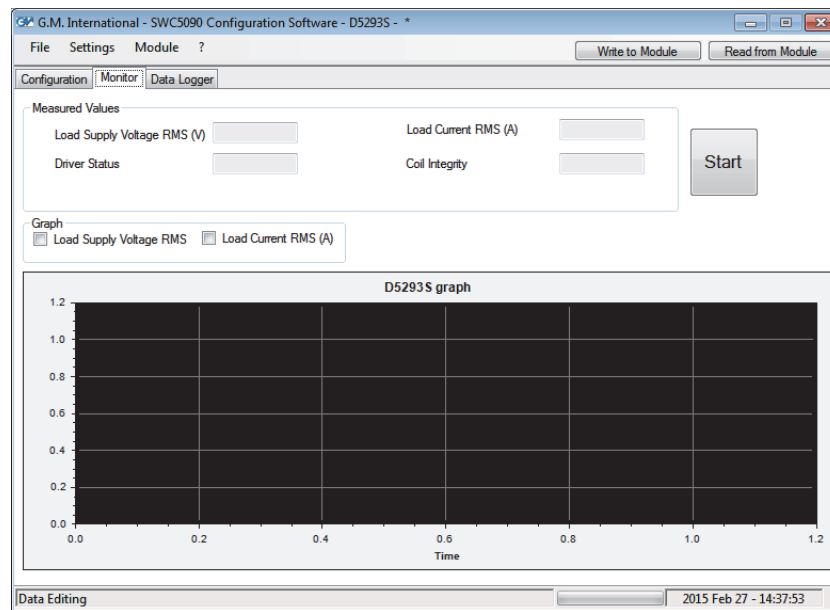 GM G.M. International - SWC5090 Configuration Software - D5293S - *
File Settings Module ? Write to Module Read from Module
Configuration Monitor Data Logger
Measured Values
Load Supply Voltage RMS (V) Load Current RMS (A)
Driver Status Coil Integrity
Start
Graph
Load Supply Voltage RMS Load Current RMS (A)
D5293S graph
1.2
1.0
0.8
0.6
0.4
0.2
0.0
0.0 0.2 0.4 0.6 0.8 1.0 1.2
Time
Data Editing 2015 Feb 27 - 14:37:53